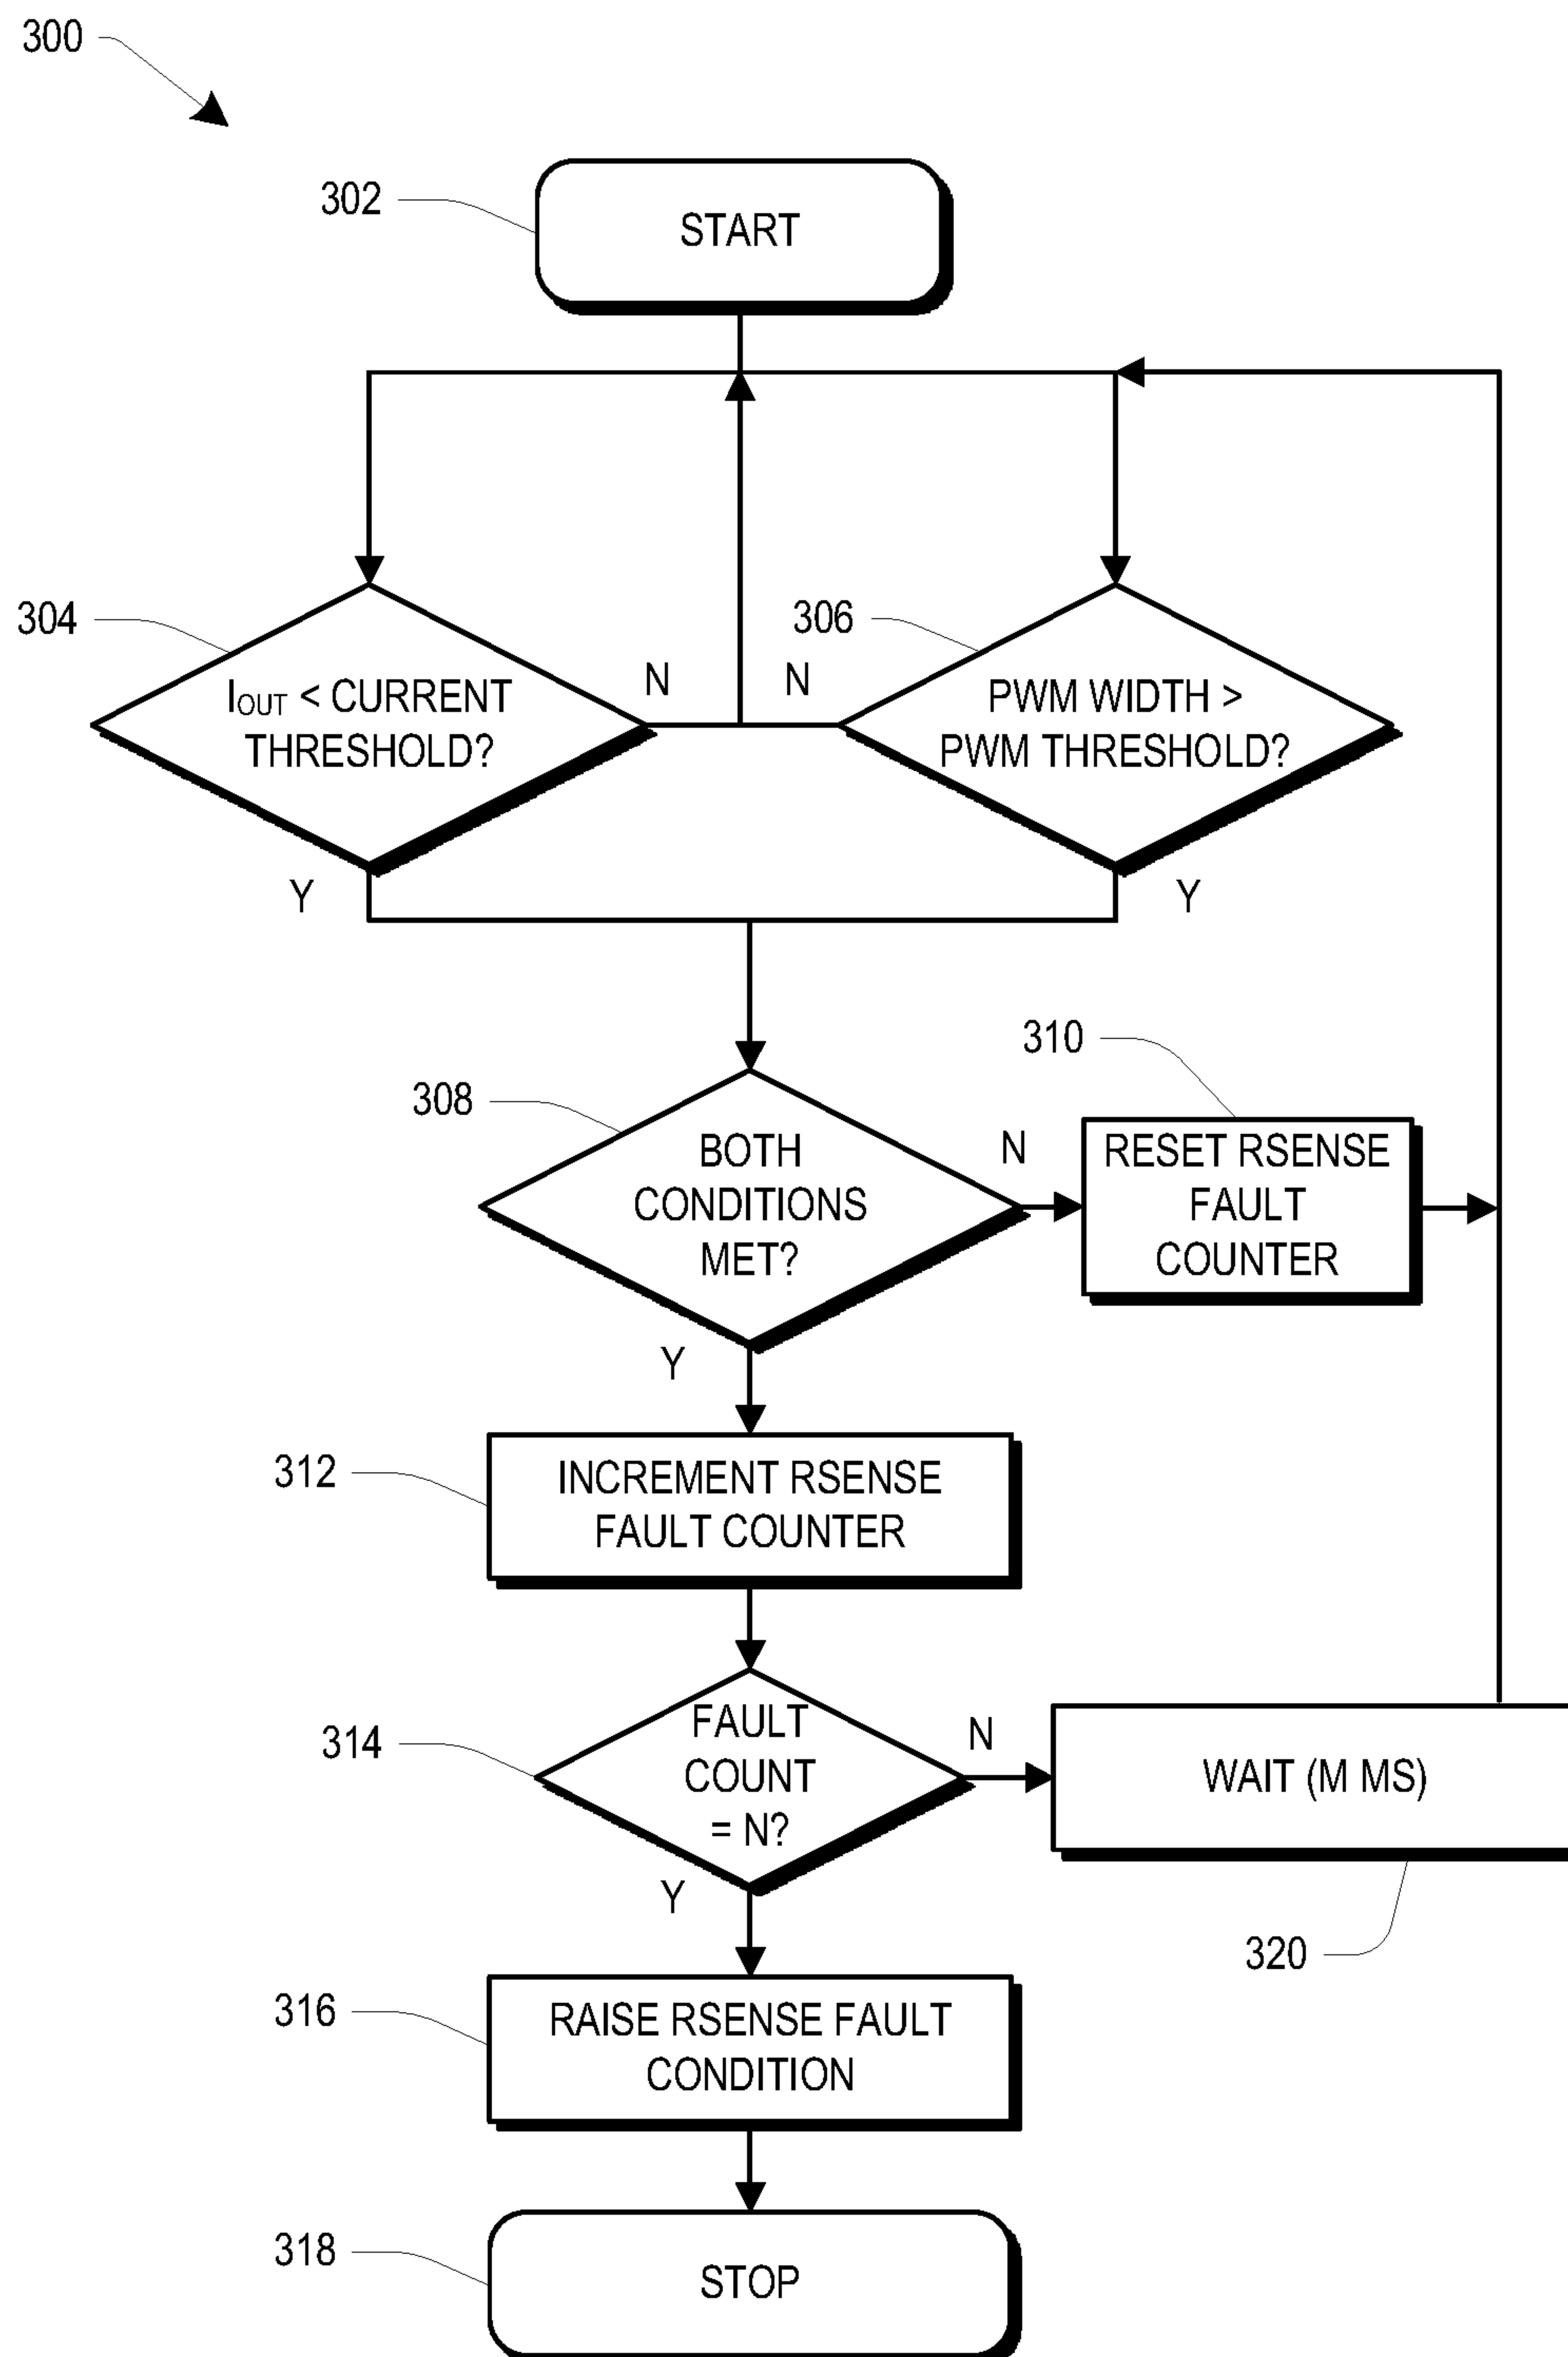 300
302
START
304
306
I_OUT < CURRENT
THRESHOLD?
N
N
PWM WIDTH >
PWM THRESHOLD?
Y
Y
308
310
BOTH
CONDITIONS
MET?
N
RESET RSENSE
FAULT
COUNTER
Y
312
INCREMENT RSENSE
FAULT COUNTER
314
FAULT
COUNT
= N?
N
WAIT (M MS)
Y
320
316
RAISE RSENSE FAULT
CONDITION
318
STOP